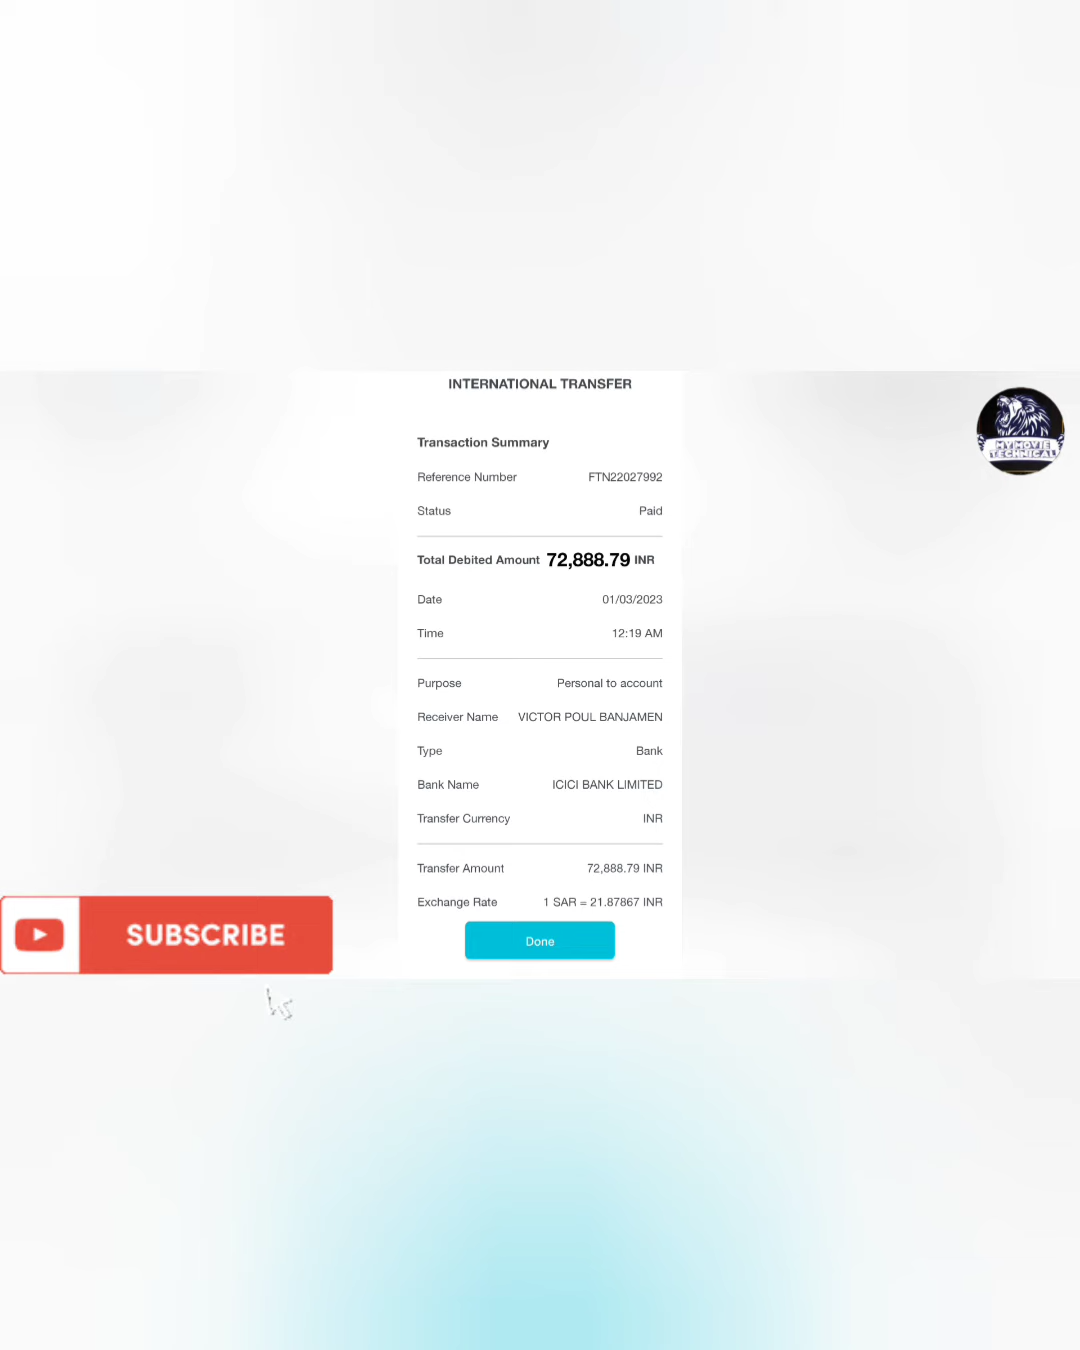 INTERNATIONAL TRANSFER
MY MOVIE
TECHNICAL
Transaction Summary
Reference Number FTN22027992
Status Paid
Total Debited Amount 72,888.79 INR
Date 01/03/2023
Time 12:19 AM
Purpose Personal to account
Receiver Name VICTOR POUL BANJAMEN
Type Bank
Bank Name ICICI BANK LIMITED
Transfer Currency INR
Transfer Amount 72,888.79 INR
Exchange Rate 1 SAR = 21.87867 INR
SUBSCRIBE
Done